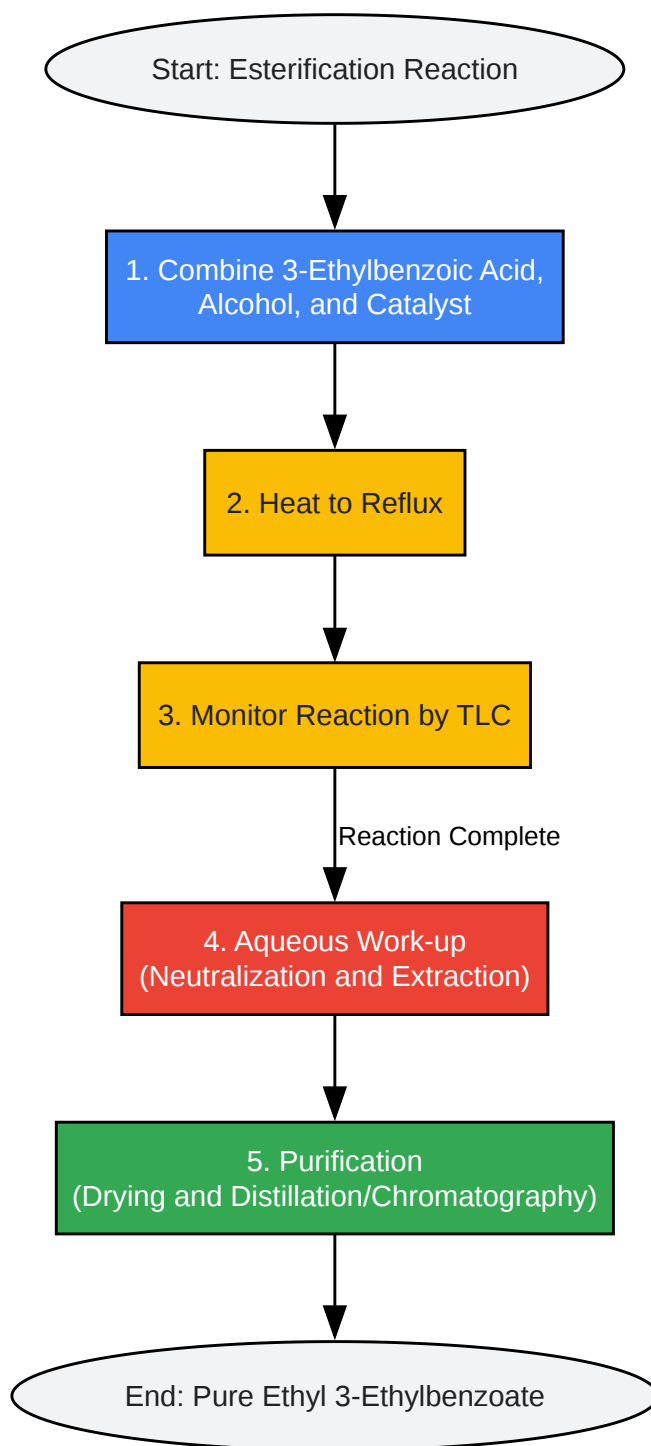 Start: Esterification Reaction
1. Combine 3-Ethylbenzoic Acid,
Alcohol, and Catalyst
2. Heat to Reflux
3. Monitor Reaction by TLC
Reaction Complete
4. Aqueous Work-up
(Neutralization and Extraction)
5. Purification
(Drying and Distillation/Chromatography)
End: Pure Ethyl 3-Ethylbenzoate